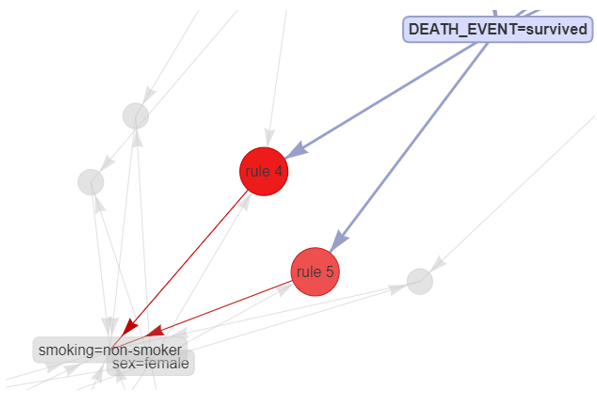 DEATH_EVENT=survived
rule 4
rule 5
smoking=non-smoker
sex=female